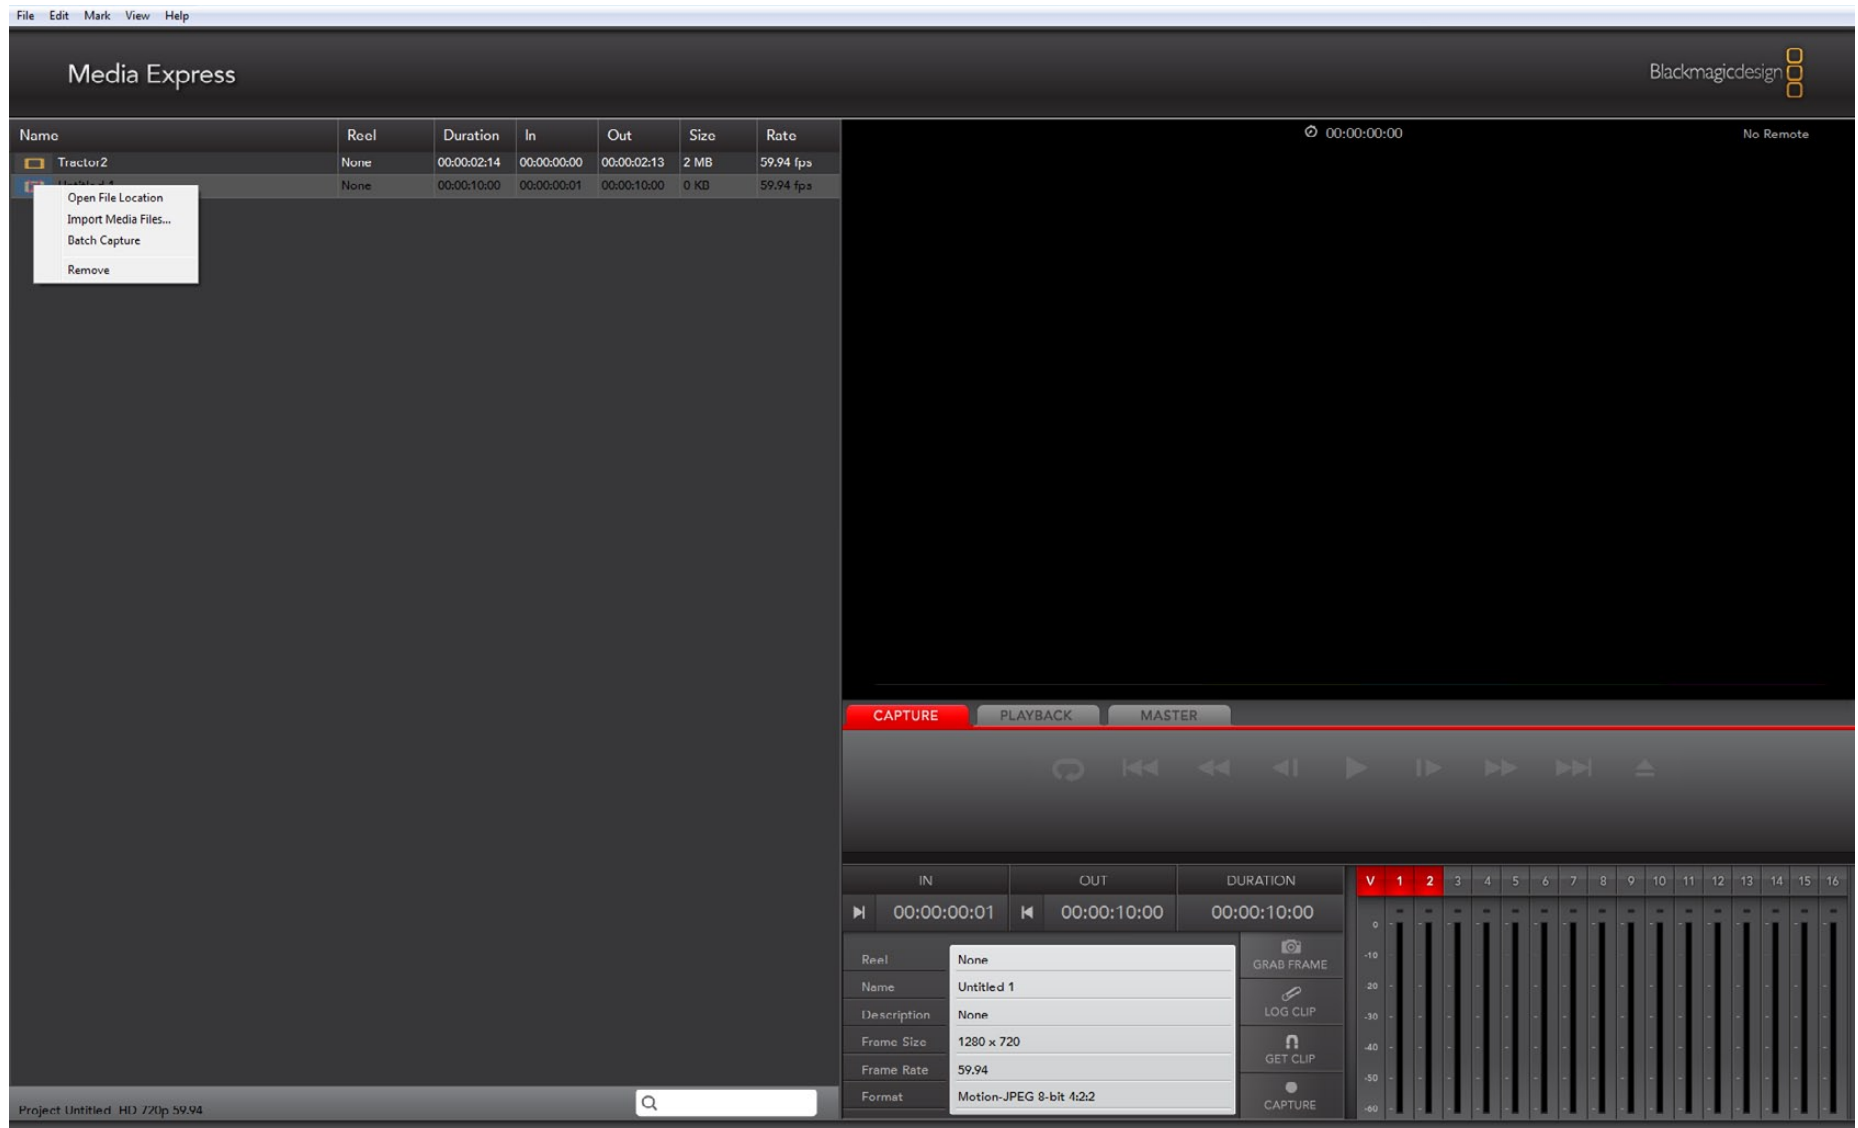 File Edit Mark View Help
Media Express
Blackmagicdesign
Name Reel Duration In Out Size Rate
Tractor2 None 00:00:02:14 00:00:00:00 00:00:02:13 2 MB 59.94 fps
Untitled 1 None 00:00:10:00 00:00:00:01 00:00:10:00 0 KB 59.94 fps
Open File Location
Import Media Files...
Batch Capture
Remove
00:00:00:00 No Remote
CAPTURE PLAYBACK MASTER
IN OUT DURATION
00:00:00:01 00:00:10:00 00:00:10:00
Reel None
Name Untitled 1
Description None
Frame Size 1280 x 720
Frame Rate 59.94
Format Motion-JPEG 8-bit 4:2:2
GRAB FRAME
LOG CLIP
GET CLIP
CAPTURE
V 1 2 3 4 5 6 7 8 9 10 11 12 13 14 15 16
0
-10
-20
-30
-40
-50
-60
Project Untitled HD 720p 59.94